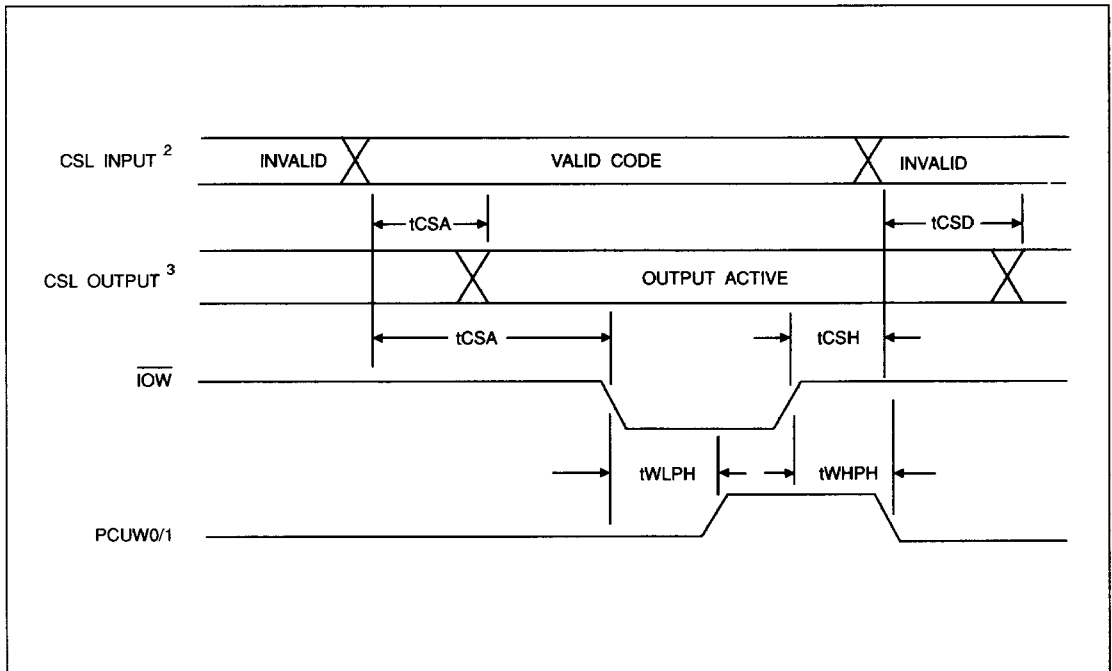 CSL INPUT 2
INVALID
VALID CODE
INVALID
tCSA
tCSD
CSL OUTPUT 3
OUTPUT ACTIVE
tCSA
tCSH
IOW
tWLPH
tWHPH
PCUW0/1